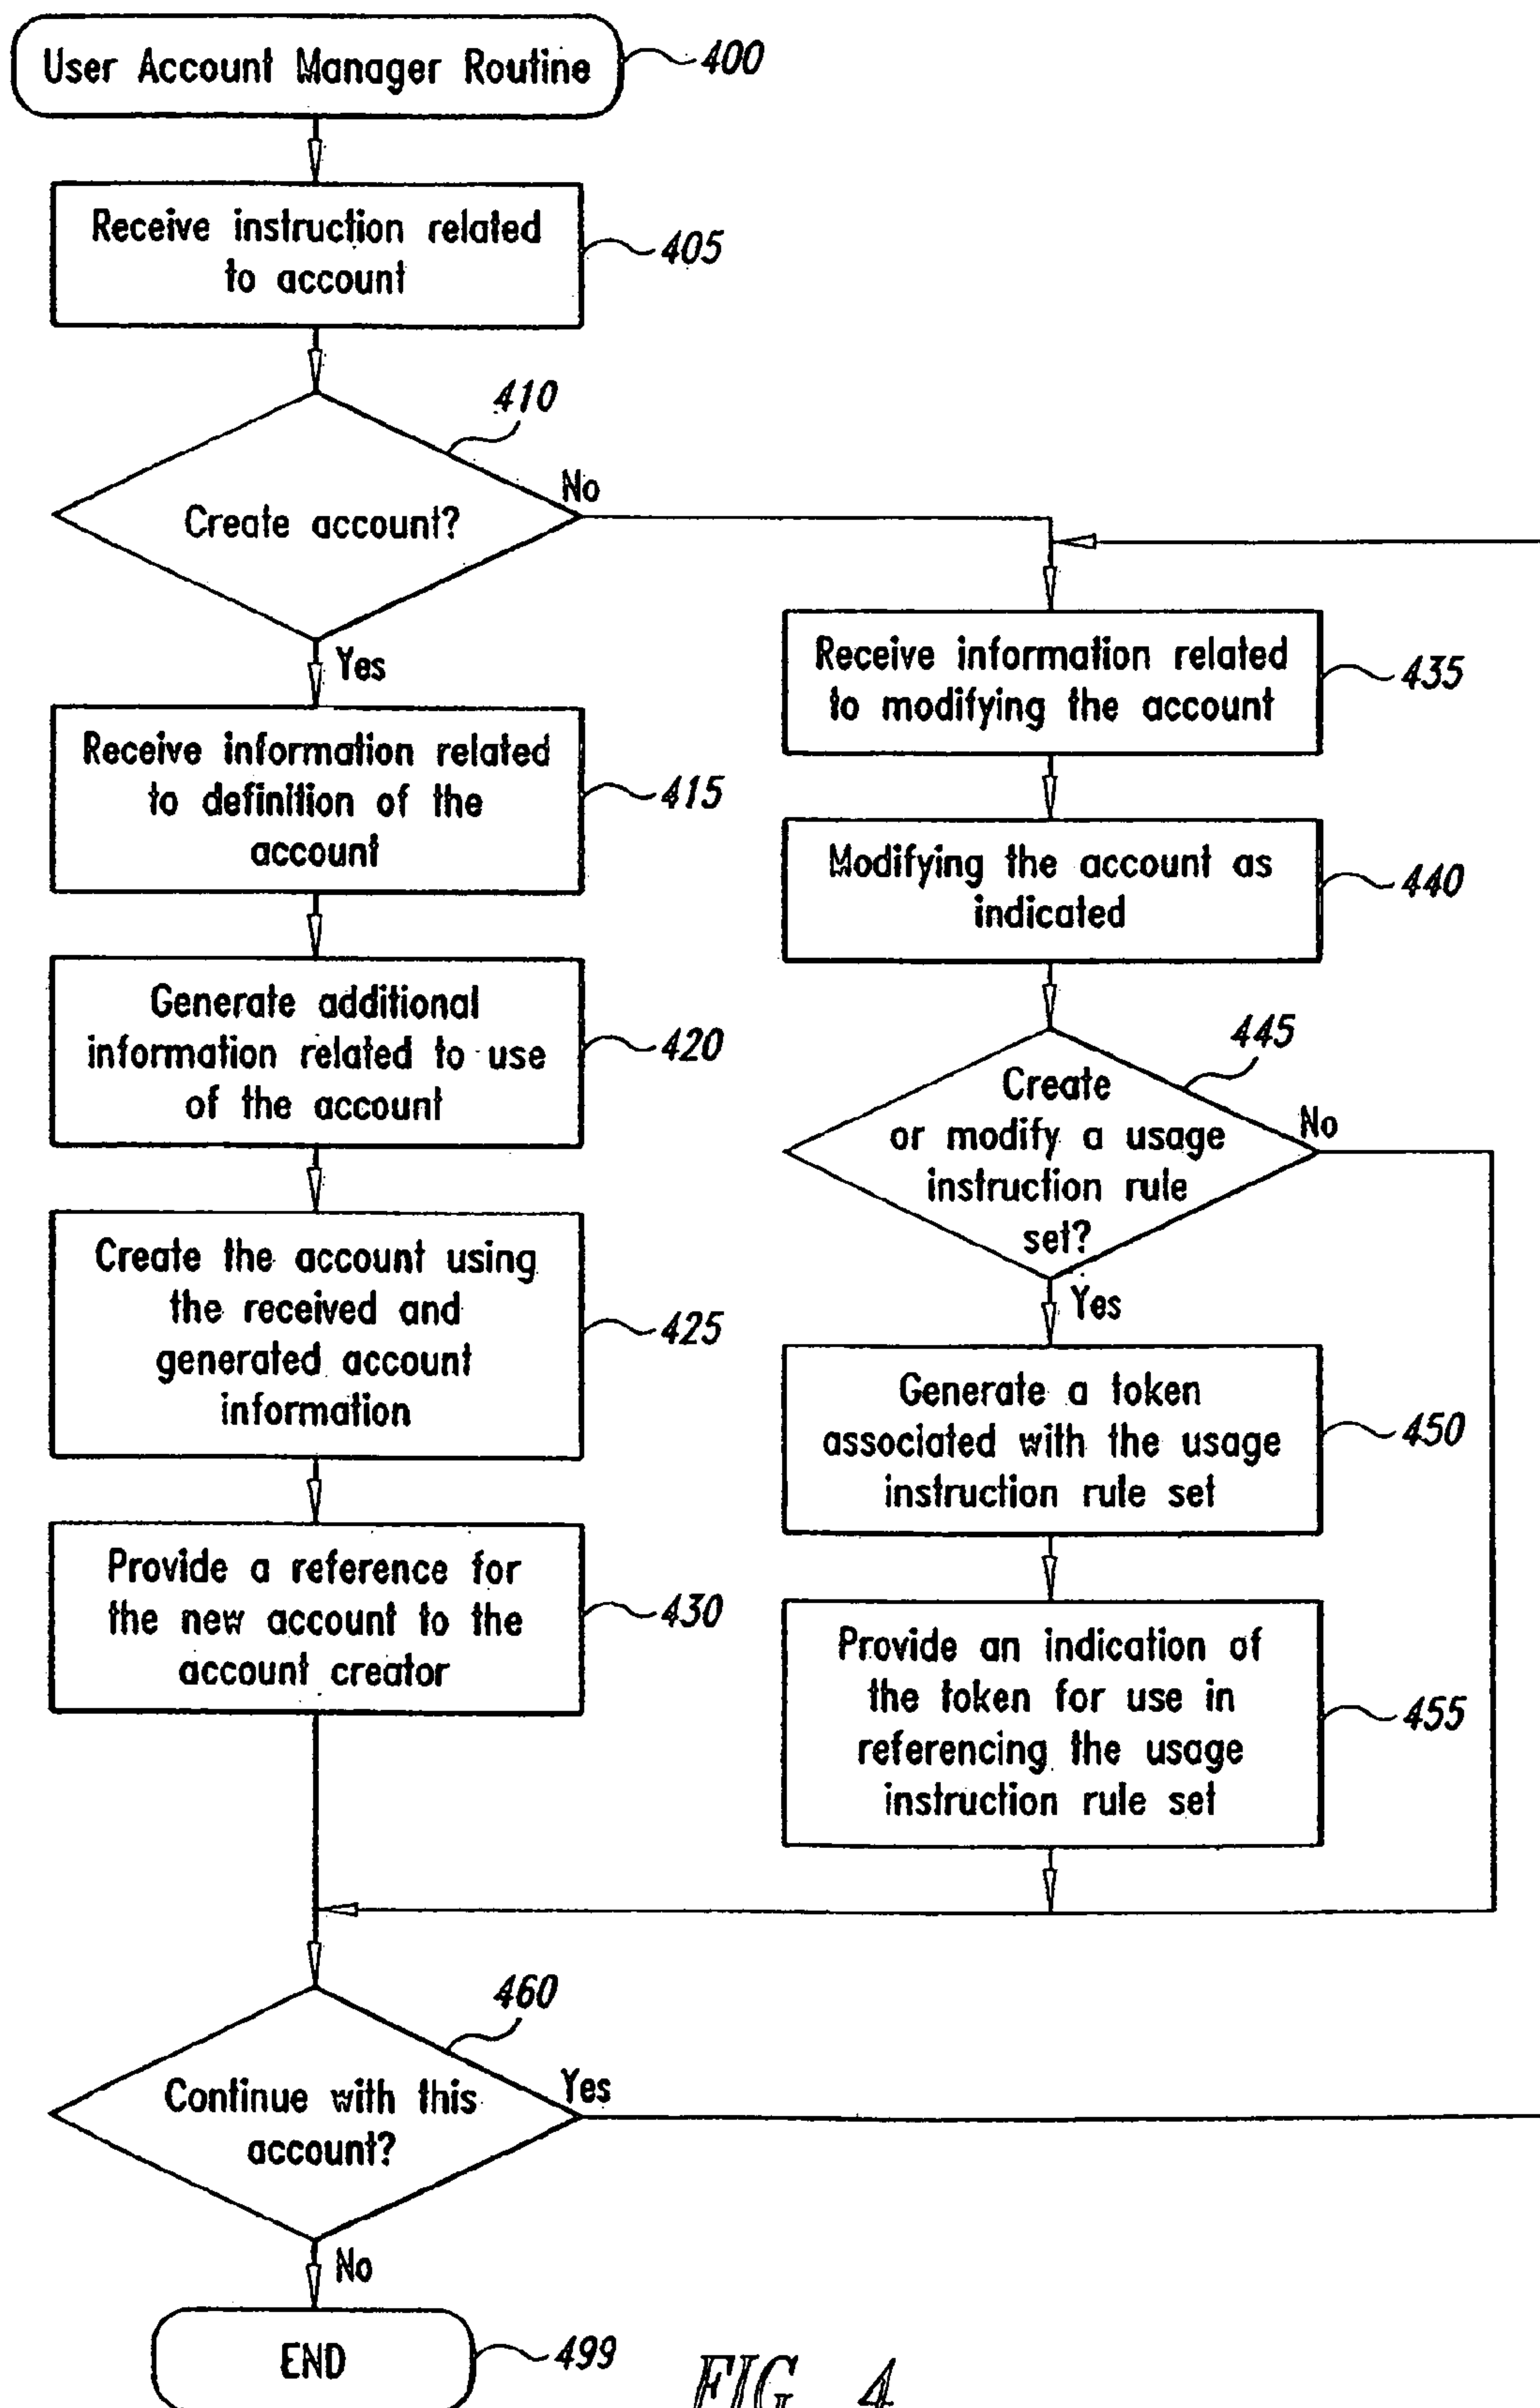 User Account Manager Routine
400
Receive instruction related
to account
405
410
Create account?
No
Yes
Receive information related
to definition of the
account
415
Generate additional
information related to use
of the account
420
Create the account using
the received and
generated account
information
425
Provide a reference for
the new account to the
account creator
430
Receive information related
to modifying the account
435
Modifying the account as
indicated
440
445
Create
or modify a usage
instruction rule
set?
No
Yes
Generate a token
associated with the usage
instruction rule set
450
Provide an indication of
the token for use in
referencing the usage
instruction rule set
455
460
Continue with this
account?
Yes
No
END
499
FIG. 4